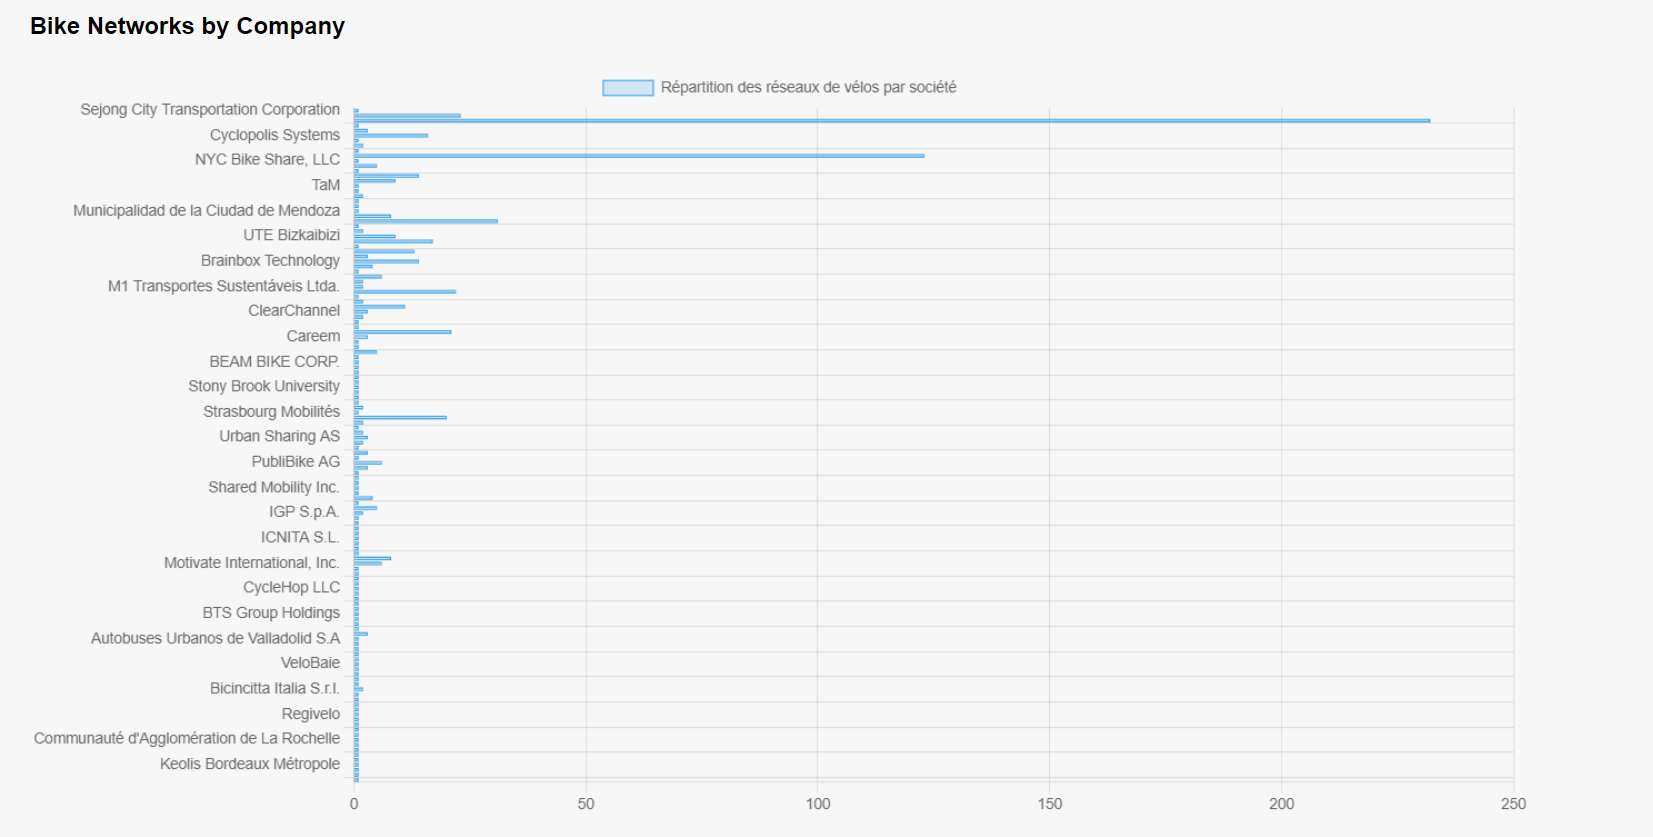 Bike Networks by Company
Répartition des réseaux de vélos par société
Sejong City Transportation Corporation
Cyclopolis Systems
NYC Bike Share, LLC
TaM
Municipalidad de la Ciudad de Mendoza
UTE Bizkaibizi
Brainbox Technology
M1 Transportes Sustentáveis Ltda.
ClearChannel
Careem
BEAM BIKE CORP.
Stony Brook University
Strasbourg Mobilités
Urban Sharing AS
PubliBike AG
Shared Mobility Inc.
IGP S.p.A.
ICNITA S.L.
Motivate International, Inc.
CycleHop LLC
BTS Group Holdings
Autobuses Urbanos de Valladolid S.A
VeloBaie
Bicincitta Italia S.r.l.
Regivelo
Communauté d'Agglomération de La Rochelle
Keolis Bordeaux Métropole
0 50 100 150 200 250